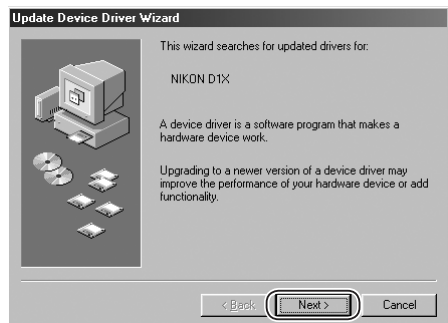 Update Device Driver Wizard
This wizard searches for updated drivers for:
NIKON D1X
A device driver is a software program that makes a
hardware device work.
Upgrading to a newer version of a device driver may
improve the performance of your hardware device or add
functionality.
< Back
Next >
Cancel